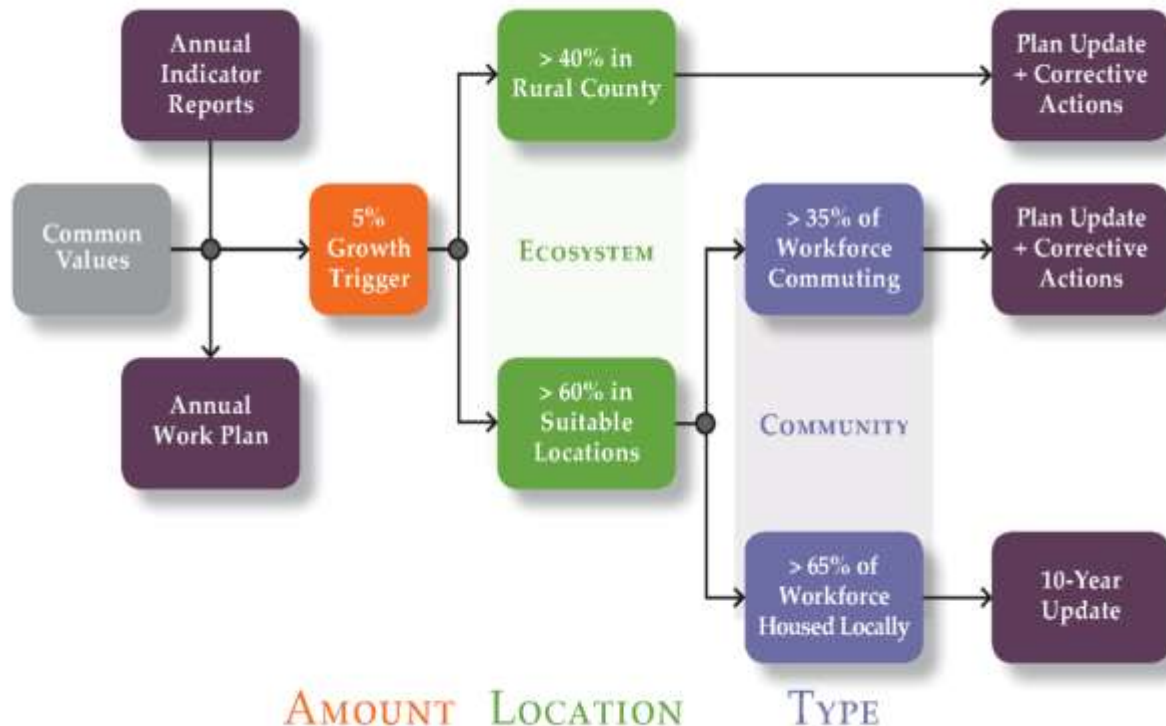 Annual
Indicator
Reports
> 40% in
Rural County
Plan Update
+ Corrective
Actions
Common
Values
5%
Growth
Trigger
ECOSYSTEM
> 35% of
Workforce
Commuting
Plan Update
+ Corrective
Actions
Annual
Work Plan
> 60% in
Suitable
Locations
COMMUNITY
> 65% of
Workforce
Housed Locally
10-Year
Update
AMOUNT LOCATION TYPE